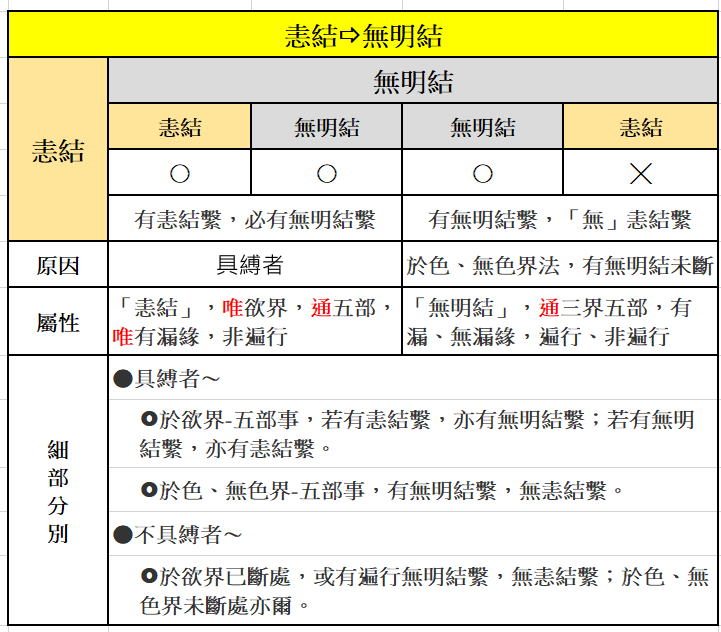 恚結⇨無明結
恚結
無明結
恚結
無明結
無明結
恚結
○
○
○
╳
有恚結繫，必有無明結繫
有無明結繫，「無」恚結繫
原因
具縛者
於色、無色界法，有無明結未斷
屬性
「恚結」，唯欲界，通五部，
唯有漏緣，非遍行
「無明結」，通三界五部，有
漏、無漏緣，遍行、非遍行
細
部
分
別
●具縛者～
⭘於欲界-五部事，若有恚結繫，亦有無明結繫；若有無明
結繫，亦有恚結繫。
⭘於色、無色界-五部事，有無明結繫，無恚結繫。
●不具縛者～
⭘於欲界已斷處，或有遍行無明結繫，無恚結繫；於色、無
色界未斷處亦爾。